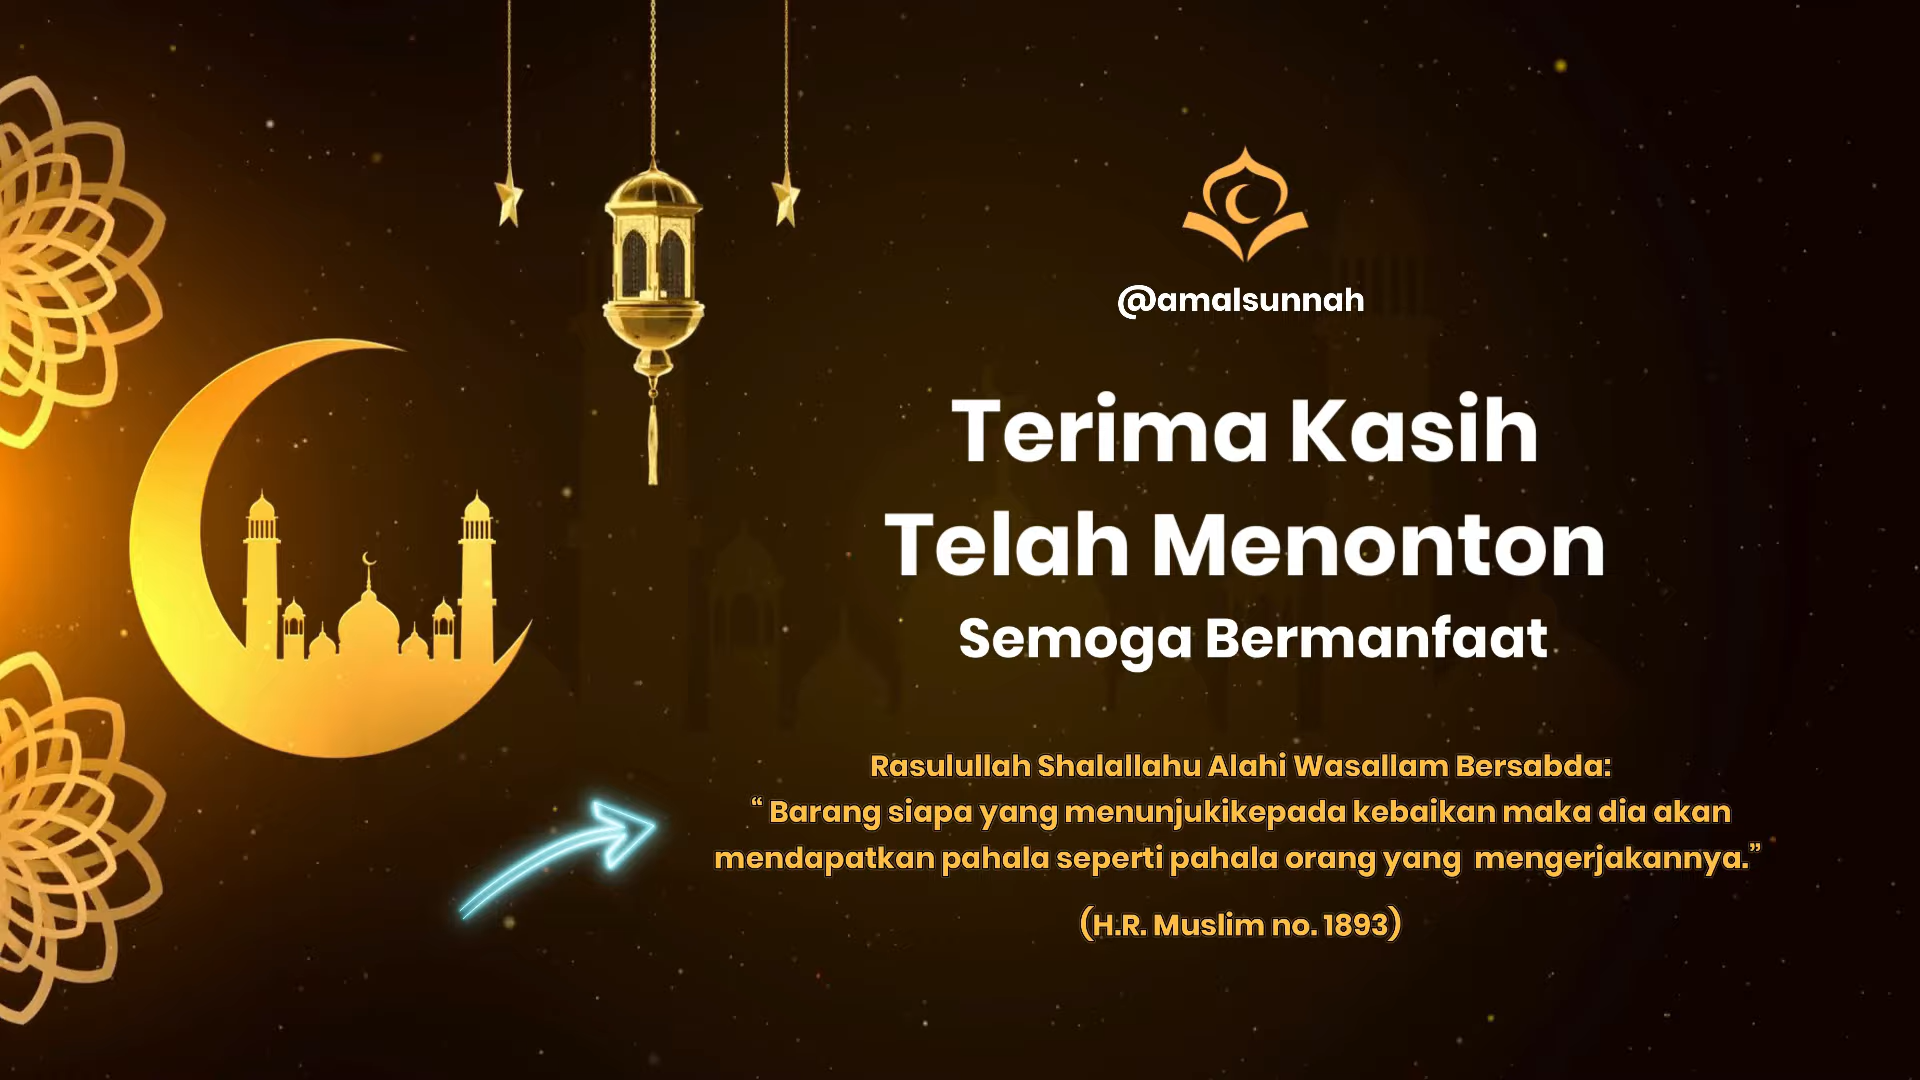 @amalsunnah
Terima Kasih
Telah Menonton
Semoga Bermanfaat
Rasulullah Shalallahu Alahi Wasallam Bersabda:
“ Barang siapa yang menunjukikepada kebaikan maka dia akan
mendapatkan pahala seperti pahala orang yang  mengerjakannya.”
(H.R. Muslim no. 1893)